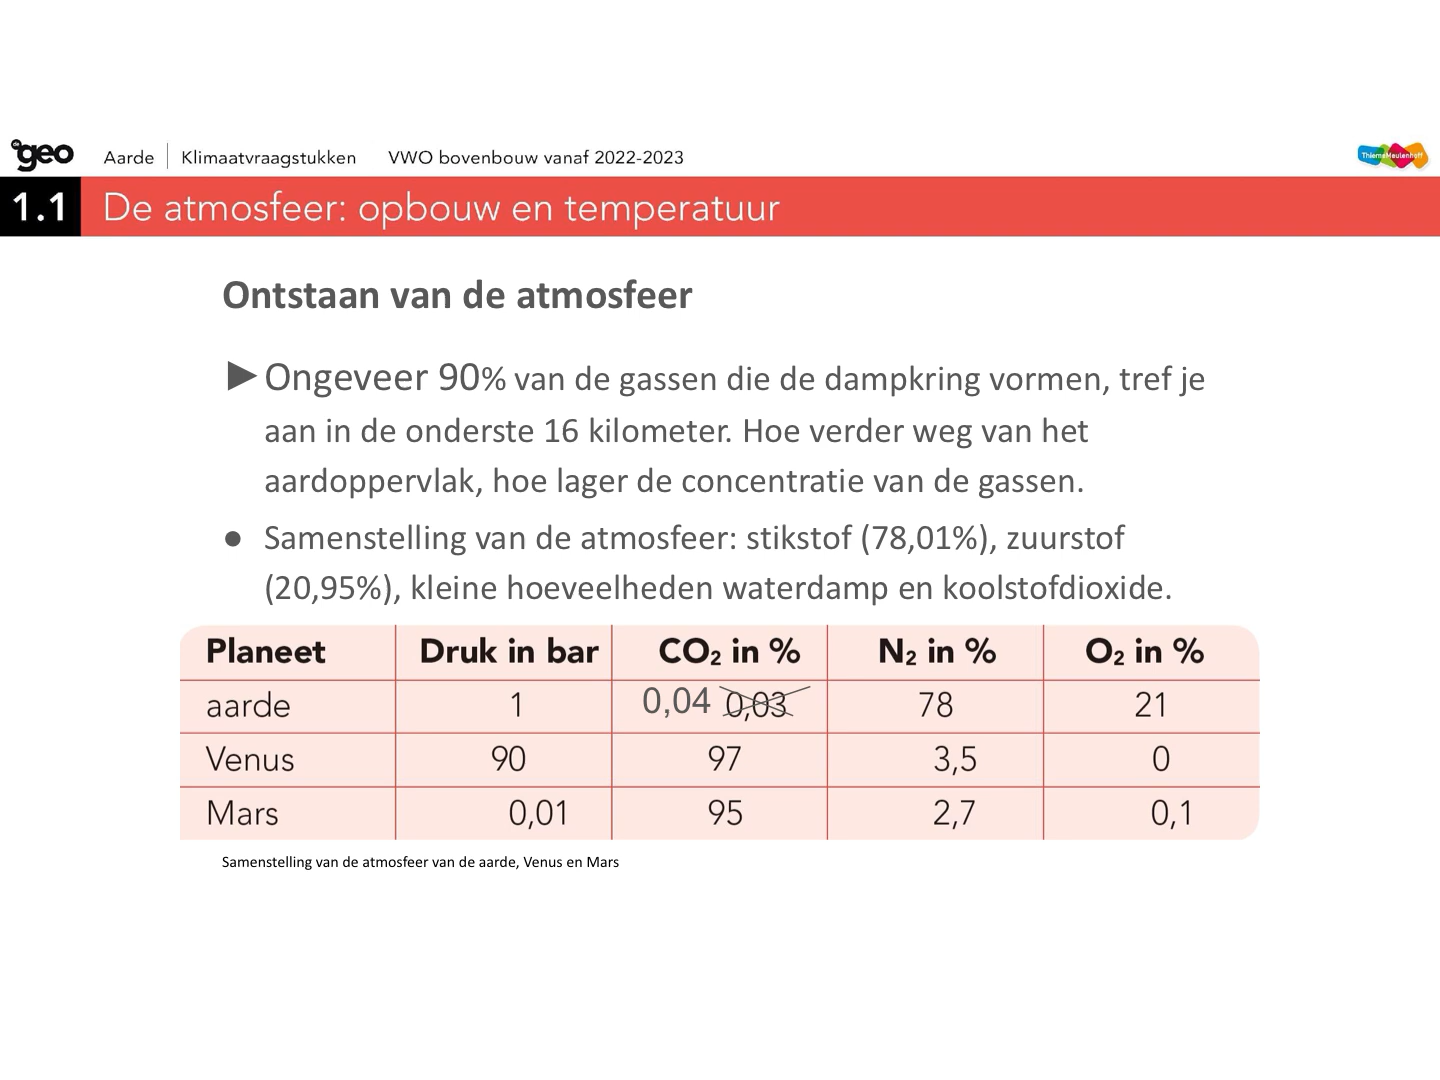 de geo Aarde Klimaatvraagstukken VWO bovenbouw vanaf 2022-2023 ThiemeMeulenhoff
1.1 De atmosfeer: opbouw en temperatuur
Ontstaan van de atmosfeer
►Ongeveer 90% van de gassen die de dampkring vormen, tref je
aan in de onderste 16 kilometer. Hoe verder weg van het
aardoppervlak, hoe lager de concentratie van de gassen.
● Samenstelling van de atmosfeer: stikstof (78,01%), zuurstof
(20,95%), kleine hoeveelheden waterdamp en koolstofdioxide.
Planeet Druk in bar CO₂ in % N₂ in % O₂ in %
aarde 1 0,04 0,03 78 21
Venus 90 97 3,5 0
Mars 0,01 95 2,7 0,1
Samenstelling van de atmosfeer van de aarde, Venus en Mars